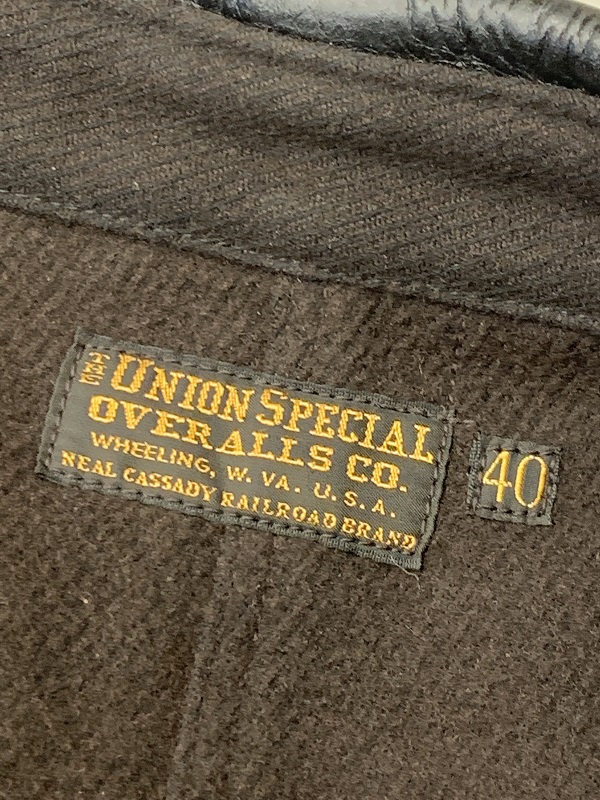 THE UNION SPECIAL
OVERALLS CO.
WHEELING, W. VA. U.S.A.
NEAL CASSADY RAILROAD BRAND
40